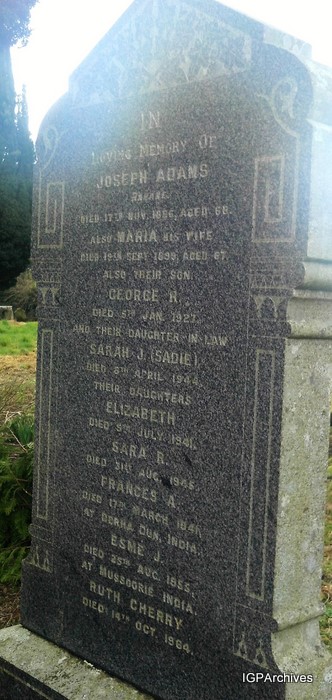 IN
LOVING MEMORY OF
JOSEPH ADAMS
DIED 17TH NOV. 1886, AGED 68.
ALSO MARIA HIS WIFE
DIED 19TH SEPT. 1899, AGED 67.
ALSO THEIR SON,
GEORGE H.,
DIED 5TH JAN. 1927.
AND THEIR DAUGHTER-IN-LAW
SARAH J. (SADIE).
DIED 8TH APRIL 1944.
THEIR DAUGHTERS
ELIZABETH
DIED 9TH JULY 1941.
SARA R.
DIED 31ST AUG. 1945.
FRANCES A.
DIED 17TH MARCH
AT DEHRA DUN, INDIA.
ESME J.
DIED 25TH AUG. 1955.
AT MUSSOORIE INDIA.
RUTH CHERRY
DIED 14TH OCT. 1964.
IGPArchives